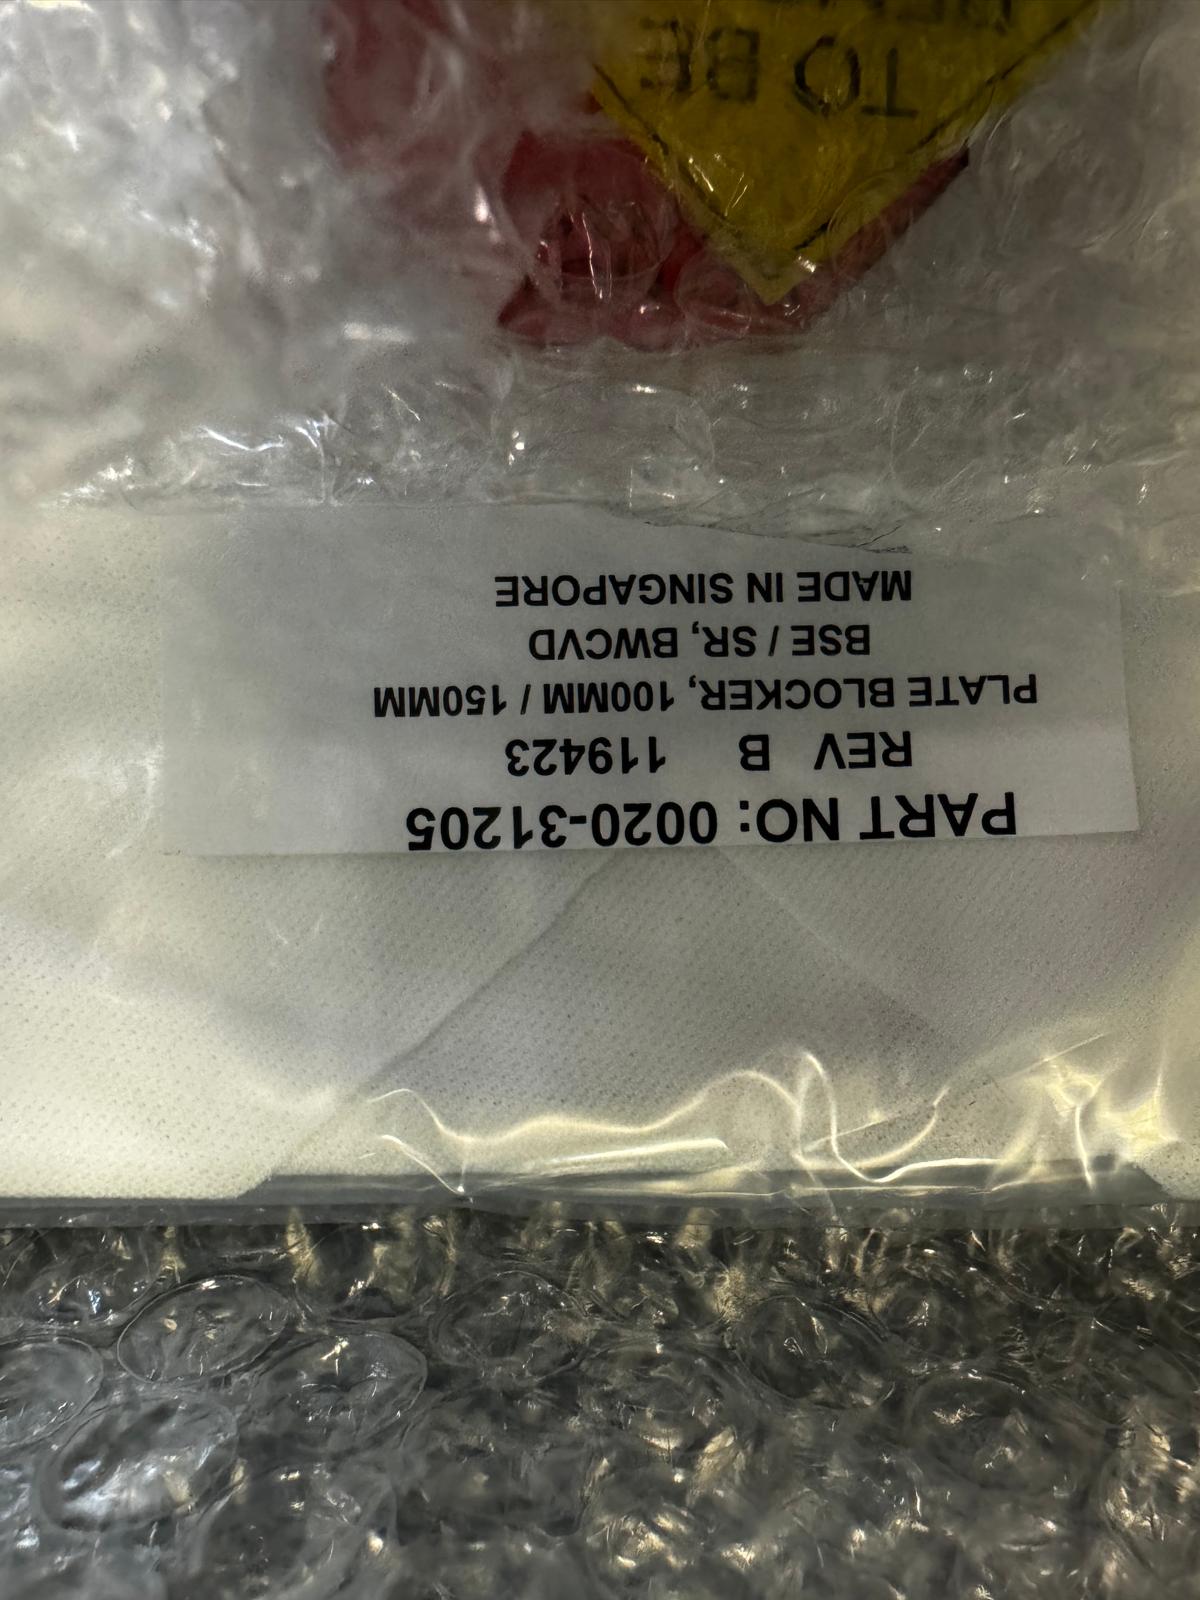 PART NO: 0020-31205
REV B 119423
PLATE BLOCKER, 100MM / 150MM
BSE / SR, BWCVD
MADE IN SINGAPORE
TO BE